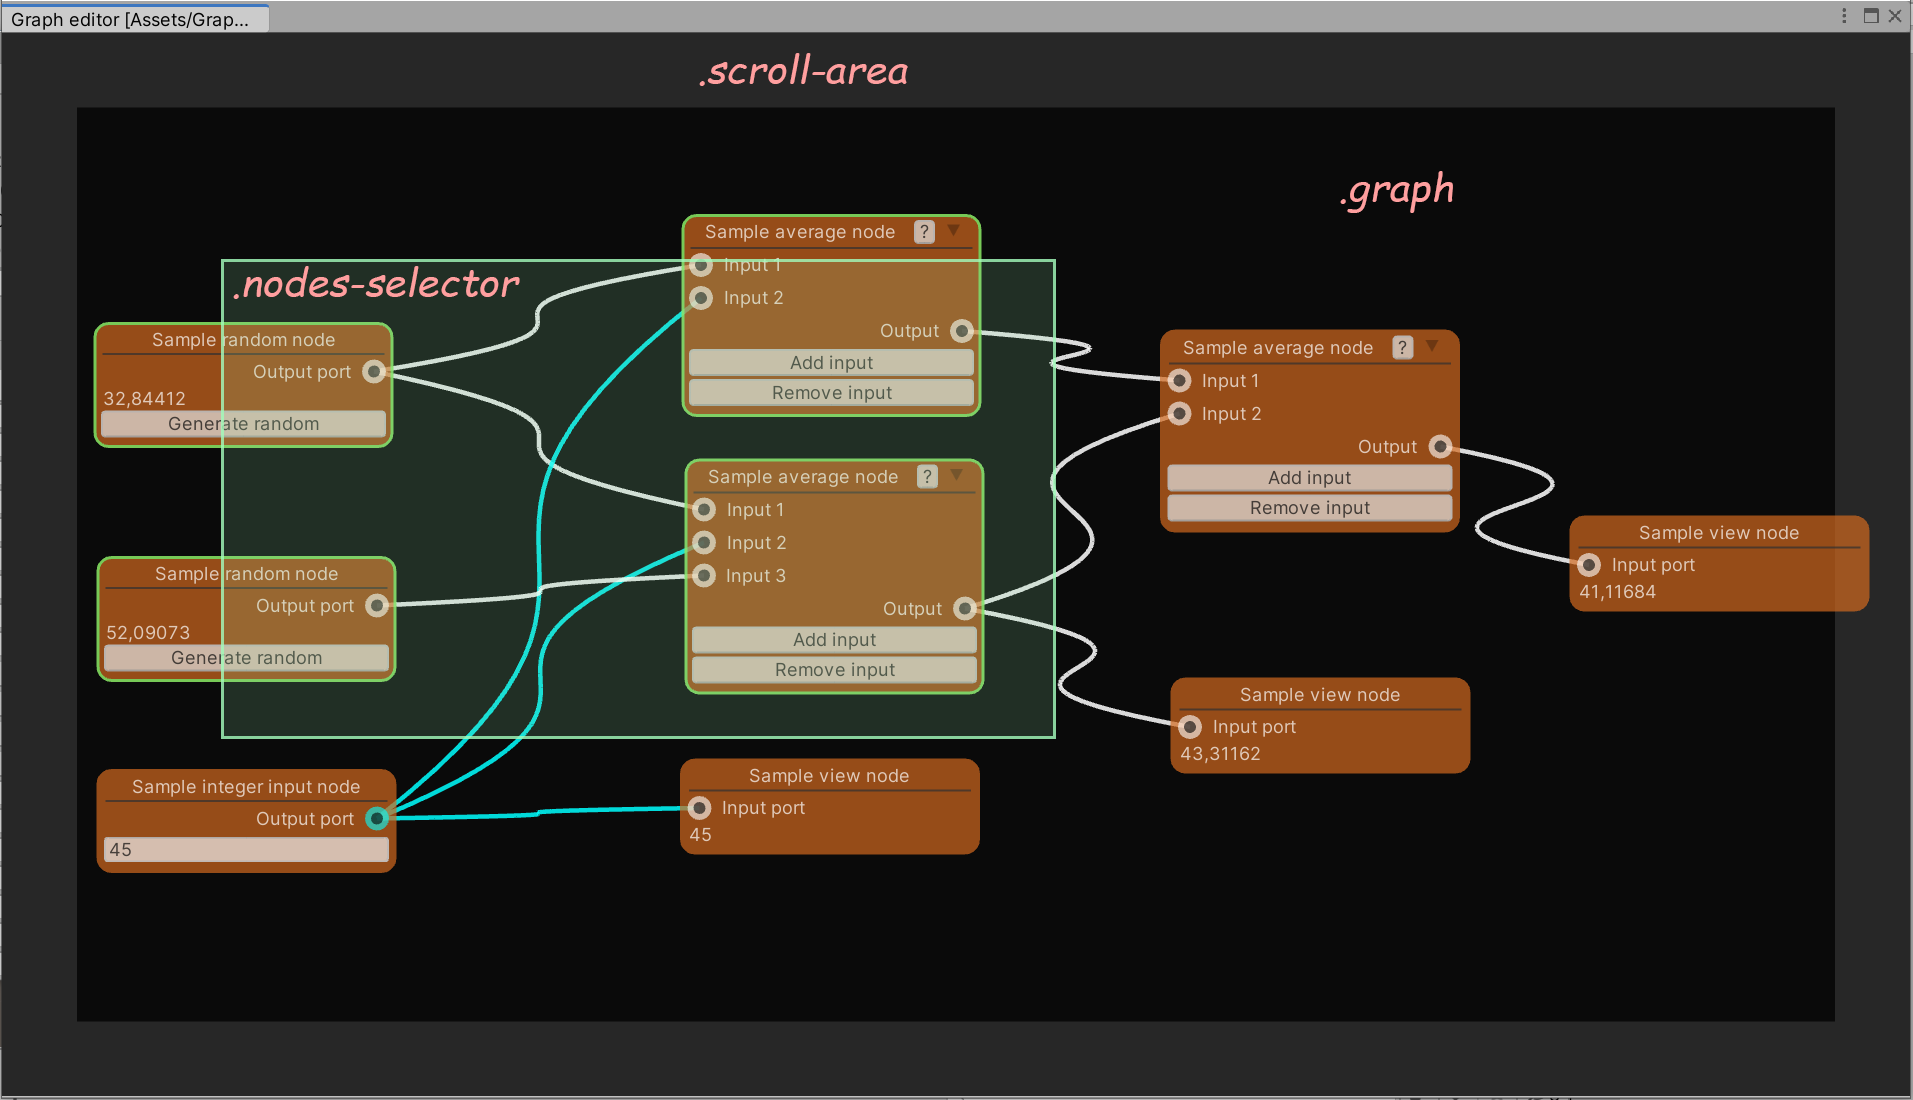 Graph editor [Assets/Grap...
.scroll-area
.graph
.nodes-selector
Sample average node ?
Input 1
Input 2
Output
Add input
Remove input
Sample random node
Output port
32,84412
Generate random
Sample average node ?
Input 1
Input 2
Output
Add input
Remove input
Sample average node ?
Input 1
Input 2
Input 3
Output
Add input
Remove input
Sample view node
Input port
41,11684
Sample random node
Output port
52,09073
Generate random
Sample view node
Input port
43,31162
Sample integer input node
Output port
45
Sample view node
Input port
45